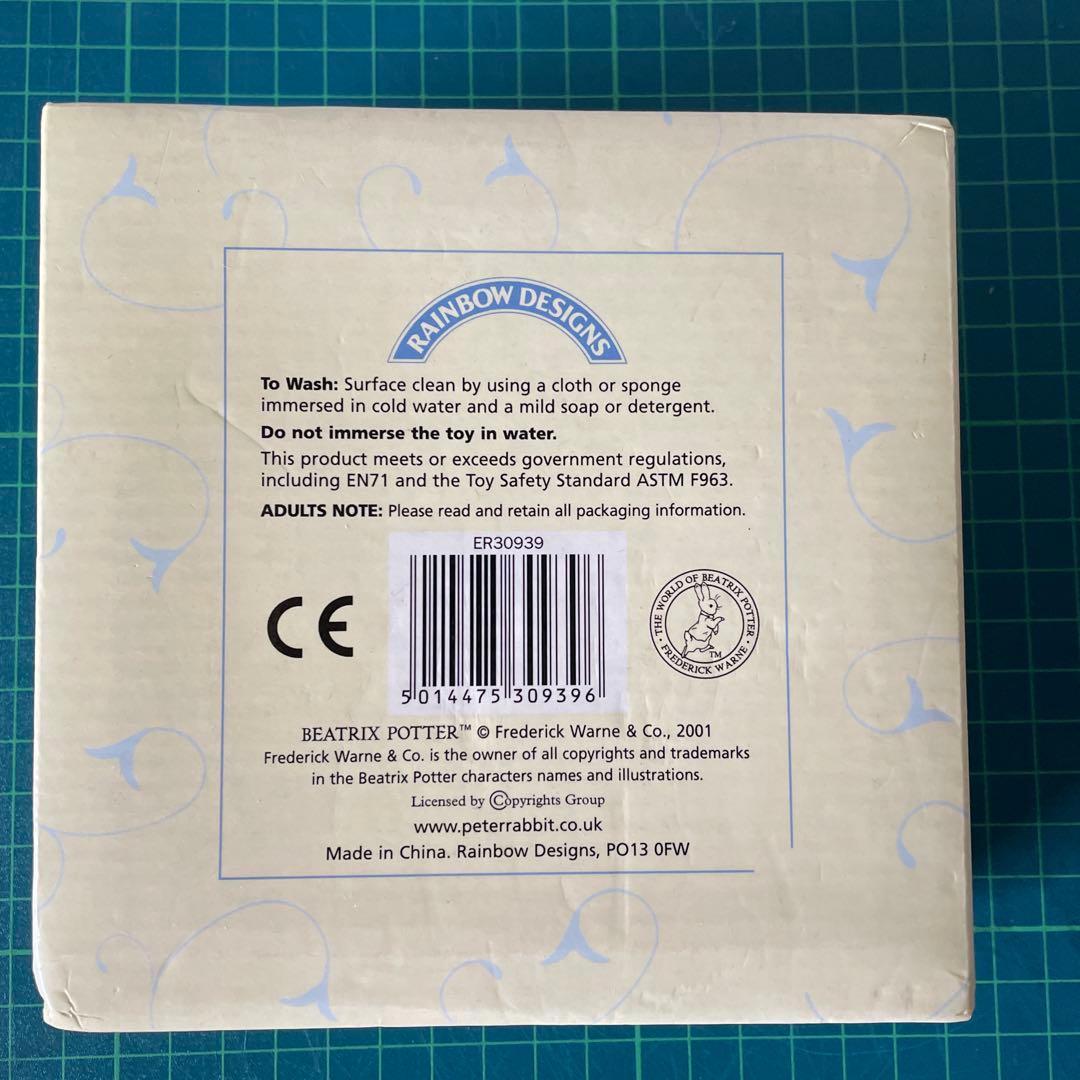 RAINBOW DESIGNS
To Wash: Surface clean by using a cloth or sponge
immersed in cold water and a mild soap or detergent.
Do not immerse the toy in water.
This product meets or exceeds government regulations,
including EN71 and the Toy Safety Standard ASTM F963.
ADULTS NOTE: Please read and retain all packaging information.
ER30939
CE
5 014475 309396
THE WORLD OF BEATRIX POTTER
TM
FREDERICK WARNE
BEATRIX POTTER™ © Frederick Warne & Co., 2001
Frederick Warne & Co. is the owner of all copyrights and trademarks
in the Beatrix Potter characters names and illustrations.
Licensed by ©opyrights Group
www.peterrabbit.co.uk
Made in China. Rainbow Designs, PO13 0FW